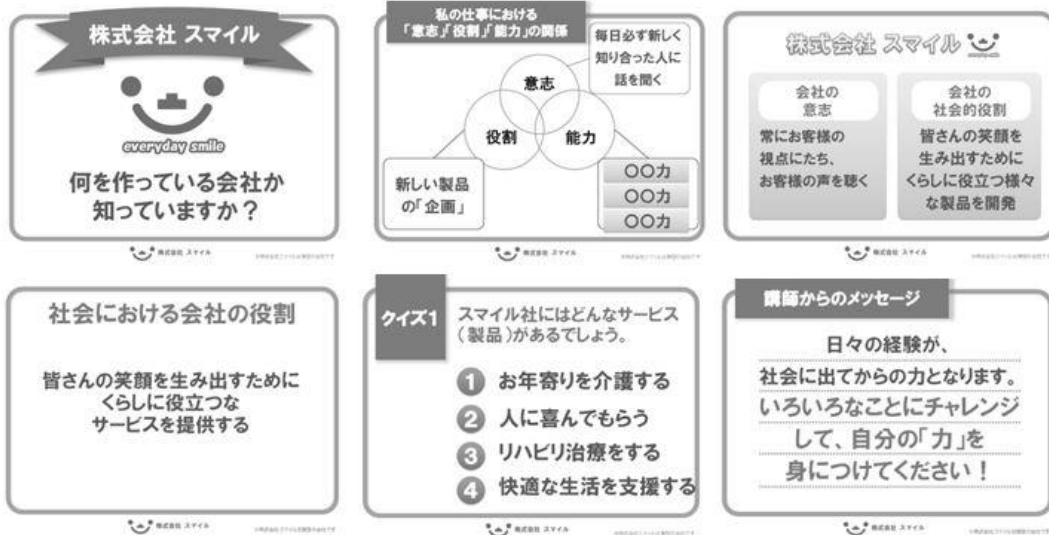 株式会社 スマイル
everyday smile
何を作っている会社か
知っていますか？
株式会社 スマイル
私の仕事における
「意志」「役割」「能力」の関係
毎日必ず新しく
知り合った人に
話を聞く
意志
役割
能力
新しい製品
の「企画」
〇〇力
〇〇力
〇〇力
株式会社 スマイル
株式会社 スマイル
everyday smile
会社の
意志
常にお客様の
視点にたち、
お客様の声を聴く
会社の
社会的役割
皆さんの笑顔を
生み出すために
くらしに役立つ様々
な製品を開発
株式会社 スマイル
社会における会社の役割
皆さんの笑顔を生み出すために
くらしに役立つな
サービスを提供する
株式会社 スマイル
クイズ1
スマイル社にはどんなサービス
（製品）があるでしょう。
1 お年寄りを介護する
2 人に喜んでもらう
3 リハビリ治療をする
4 快適な生活を支援する
株式会社 スマイル
講師からのメッセージ
日々の経験が、
社会に出てからの力となります。
いろいろなことにチャレンジ
して、自分の「力」を
身につけてください！
株式会社 スマイル